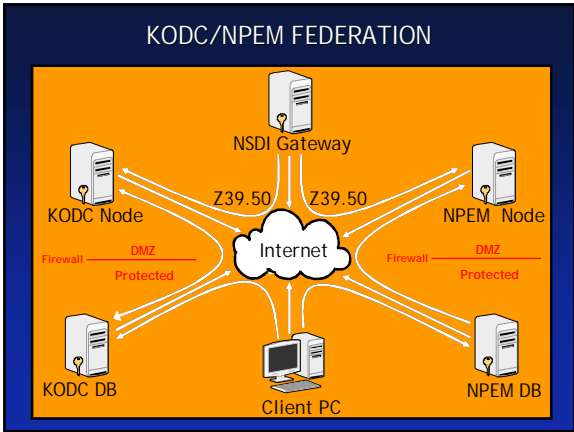 KODC/NPEM FEDERATION
NSDI Gateway
Z39.50
Z39.50
KODC Node
NPEM Node
Internet
Firewall
DMZ
Protected
Firewall
DMZ
Protected
KODC DB
Client PC
NPEM DB